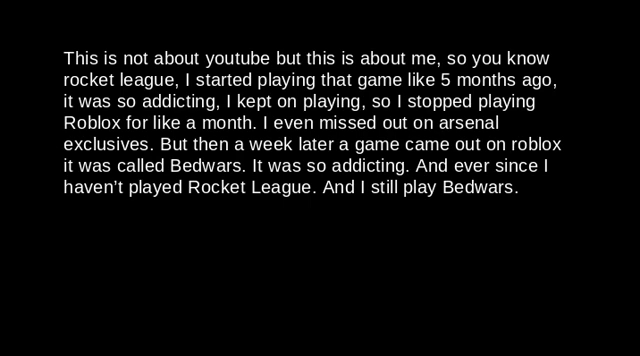 This is not about youtube but this is about me, so you know
rocket league, I started playing that game like 5 months ago,
it was so addicting, I kept on playing, so I stopped playing
Roblox for like a month. I even missed out on arsenal
exclusives. But then a week later a game came out on roblox
it was called Bedwars. It was so addicting. And ever since I
haven’t played Rocket League. And I still play Bedwars.